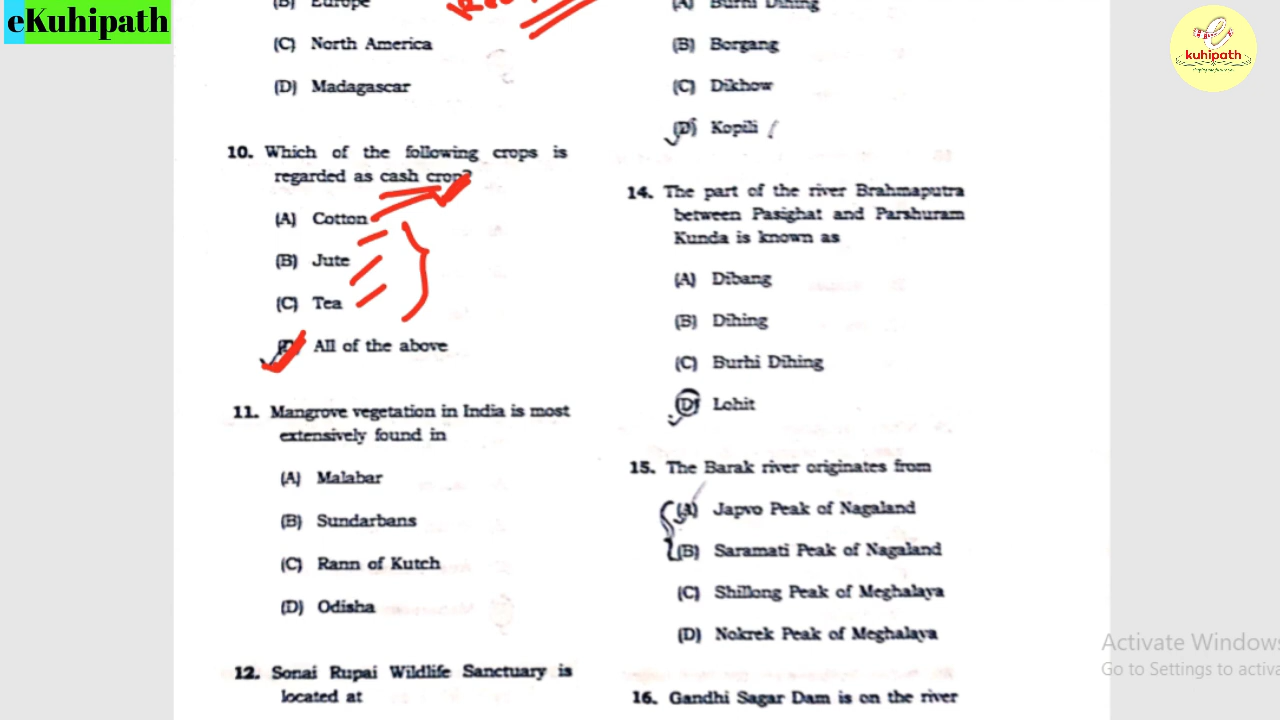 eKuhipath
kuhipath
(B) Europe
(C) North America
(D) Madagascar
10. Which of the following crops is
regarded as cash crop?
(A) Cotton
(B) Jute
(C) Tea
(D) All of the above
11. Mangrove vegetation in India is most
extensively found in
(A) Malabar
(B) Sundarbans
(C) Rann of Kutch
(D) Odisha
12. Sonai Rupai Wildlife Sanctuary is
located at
(A) Burhi Dihing
(B) Borgang
(C) Dikhow
(D) Kopili
14. The part of the river Brahmaputra
between Pasighat and Parshuram
Kunda is known as
(A) Dibang
(B) Dihing
(C) Burhi Dihing
(D) Lohit
15. The Barak river originates from
(A) Japvo Peak of Nagaland
(B) Saramati Peak of Nagaland
(C) Shillong Peak of Meghalaya
(D) Nokrek Peak of Meghalaya
16. Gandhi Sagar Dam is on the river
Activate Windows
Go to Settings to activa